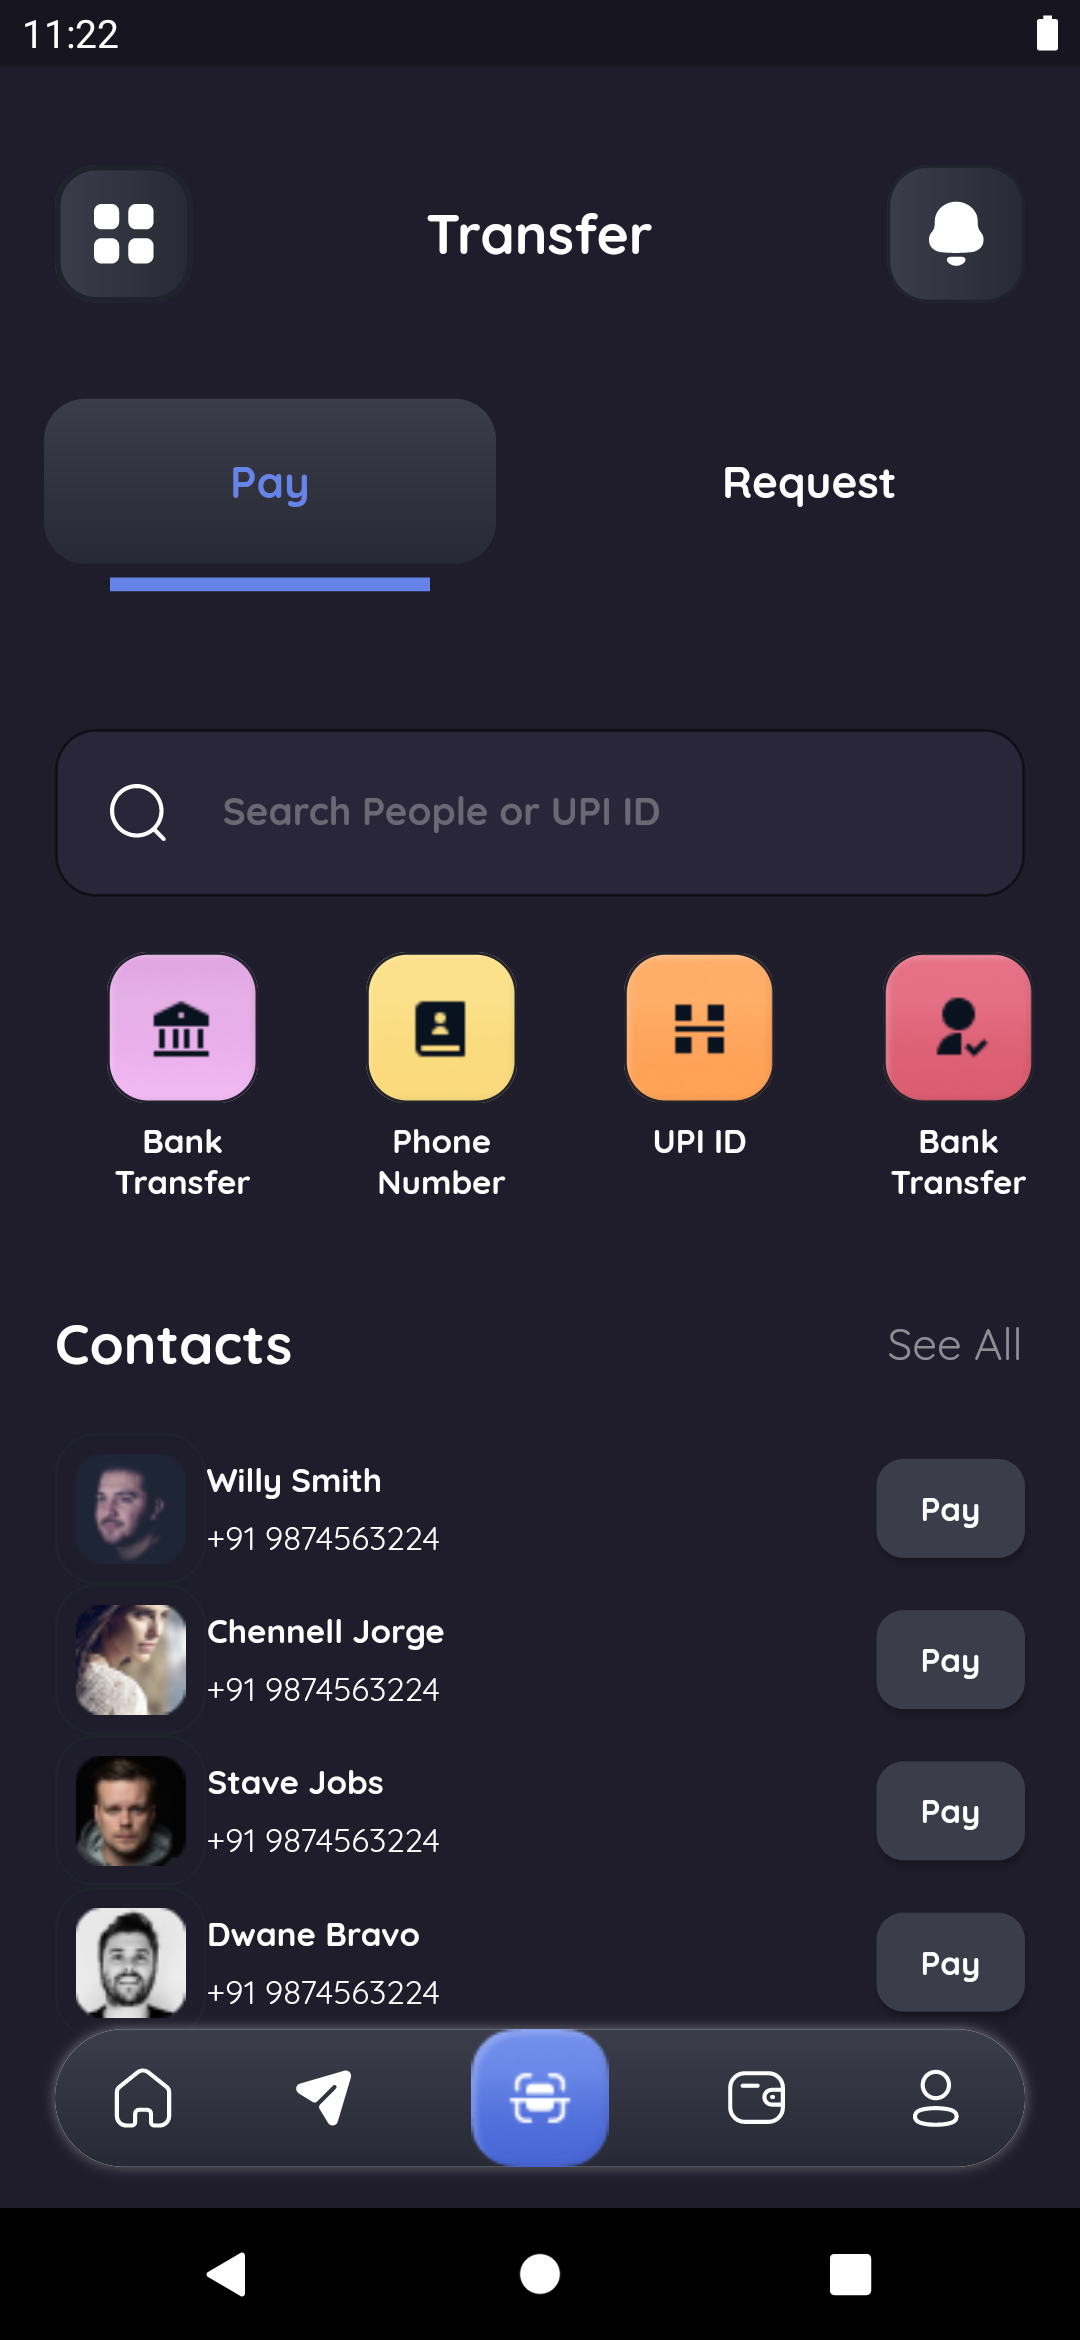 11:22
Transfer
Pay
Request
Search People or UPI ID
Bank
Transfer
Phone
Number
UPI ID
Bank
Transfer
Contacts
See All
Willy Smith
+91 9874563224
Pay
Chennell Jorge
+91 9874563224
Pay
Stave Jobs
+91 9874563224
Pay
Dwane Bravo
+91 9874563224
Pay